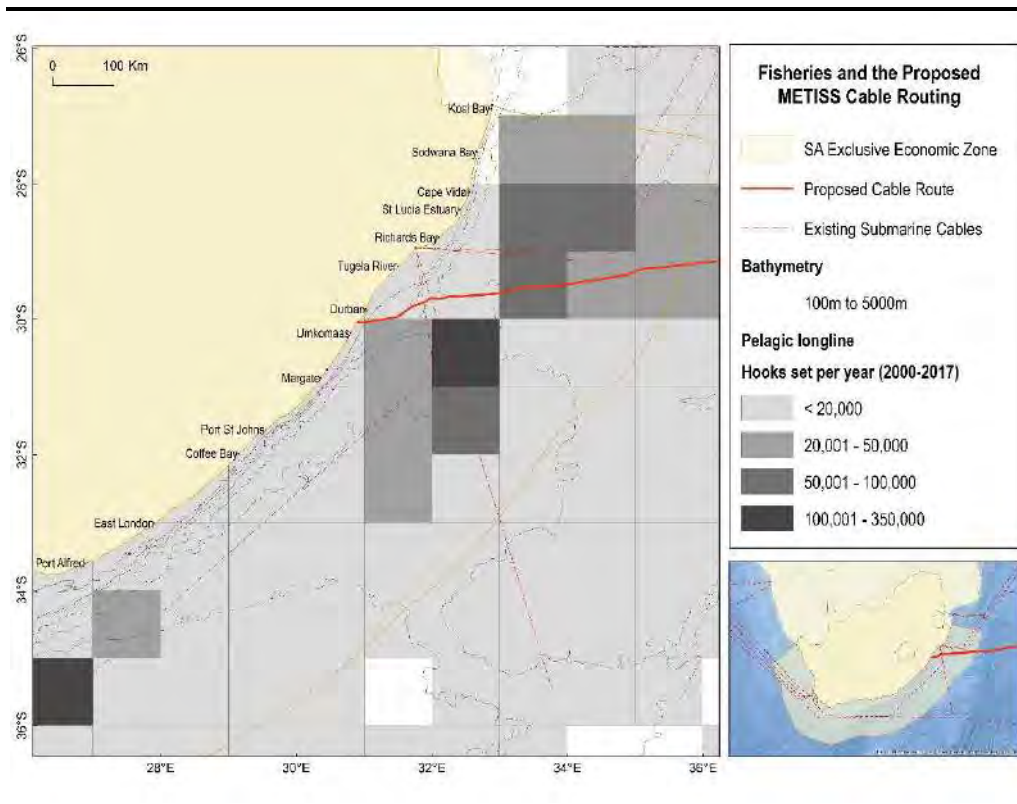 26°S
28°S
30°S
32°S
34°S
36°S
0 100 Km
Kosi Bay
Sodwana Bay
Cape Vidal
St Lucia Estuary
Richards Bay
Tugela River
Durban
Umkomaas
Margate
Port St Johns
Coffee Bay
East London
Port Alfred
28°E
30°E
32°E
34°E
36°E
Fisheries and the Proposed
METISS Cable Routing
SA Exclusive Economic Zone
Proposed Cable Route
Existing Submarine Cables
Bathymetry
100m to 5000m
Pelagic longline
Hooks set per year (2000-2017)
< 20,000
20,001 - 50,000
50,001 - 100,000
100,001 - 350,000